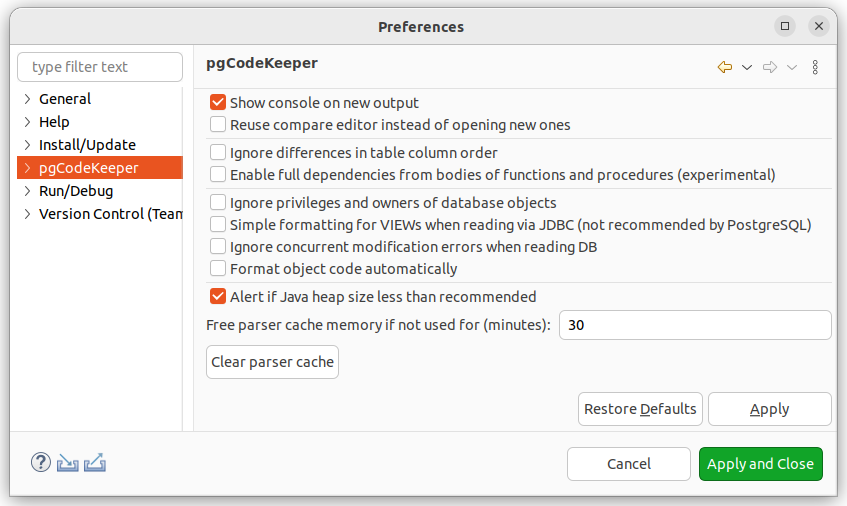 Preferences
type filter text
General
Help
Install/Update
pgCodeKeeper
Run/Debug
Version Control (Team
pgCodeKeeper
Show console on new output
Reuse compare editor instead of opening new ones
Ignore differences in table column order
Enable full dependencies from bodies of functions and procedures (experimental)
Ignore privileges and owners of database objects
Simple formatting for VIEWs when reading via JDBC (not recommended by PostgreSQL)
Ignore concurrent modification errors when reading DB
Format object code automatically
Alert if Java heap size less than recommended
Free parser cache memory if not used for (minutes): 30
Clear parser cache
Restore Defaults Apply
? Cancel Apply and Close